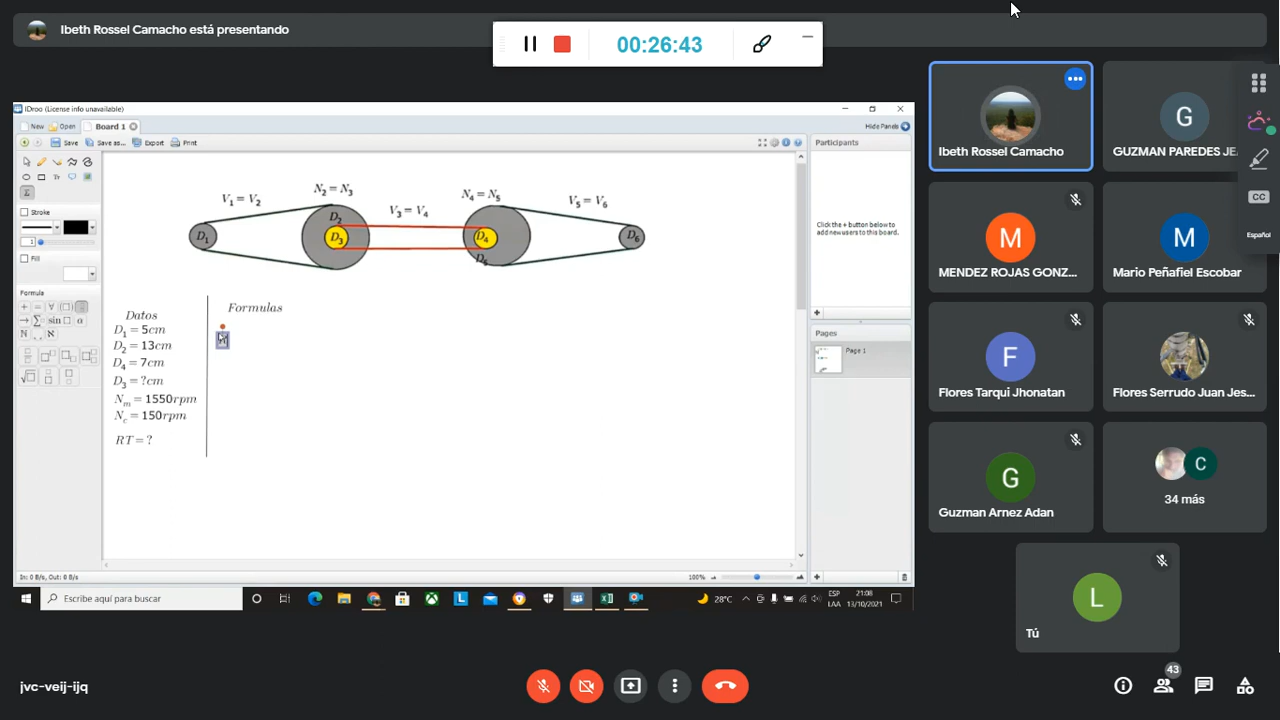 Ibeth Rossel Camacho está presentando
00:26:43
IDroo (License info unavailable)
New Open Board 1 Hide Panels
Save Save as... Export Print
Participants
Click the + button below to
add new users to this board.
Pages
Page 1
Stroke
1
Fill
Formula
V₁ = V₂
N₂ = N₃
V₃ = V₄
N₄ = N₅
V₅ = V₆
D₁
D₂
D₃
D₄
D₅
D₆
Datos
D₁ = 5cm
D₂ = 13cm
D₄ = 7cm
D₃ = ?cm
Nₘ = 1550rpm
N꜀ = 150rpm
RT = ?
Formulas
In: 0 B/s, Out: 0 B/s
100%
Escribe aquí para buscar
28°C
ESP
LAA
21:08
13/10/2021
Ibeth Rossel Camacho
G
GUZMAN PAREDES JE
M
MENDEZ ROJAS GONZ...
M
Mario Peñafiel Escobar
F
Flores Tarqui Jhonatan
Flores Serrudo Juan Jes...
G
Guzman Arnez Adan
C
34 más
L
Tú
CC
Español
jvc-veij-ijq
43